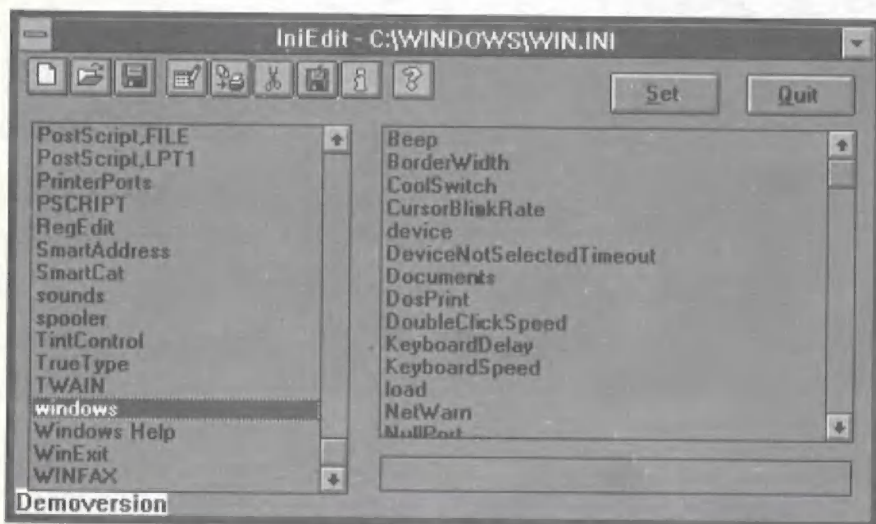 IniEdit - C:\WINDOWS\WIN.INI
Set
Quit
PostScript,FILE
PostScript,LPT1
PrinterPorts
PSCRIPT
RegEdit
SmartAddress
SmartCat
sounds
spooler
TintControl
TrueType
TWAIN
windows
Windows Help
WinExit
WINFAX
Beep
BorderWidth
CoolSwitch
CursorBlinkRate
device
DeviceNotSelectedTimeout
Documents
DosPrint
DoubleClickSpeed
KeyboardDelay
KeyboardSpeed
load
NetWarn
NullPort
Demoversion